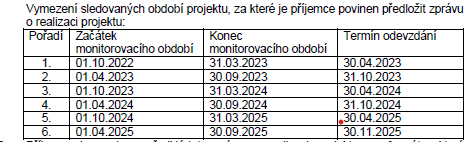 Vymezení sledovaných období projektu, za které je příjemce povinen předložit zprávu
o realizaci projektu:
Pořadí Začátek monitorovacího období Konec monitorovacího období Termín odevzdání
1. 01.10.2022 31.03.2023 30.04.2023
2. 01.04.2023 30.09.2023 31.10.2023
3. 01.10.2023 31.03.2024 30.04.2024
4. 01.04.2024 30.09.2024 31.10.2024
5. 01.10.2024 31.03.2025 30.04.2025
6. 01.04.2025 30.09.2025 30.11.2025